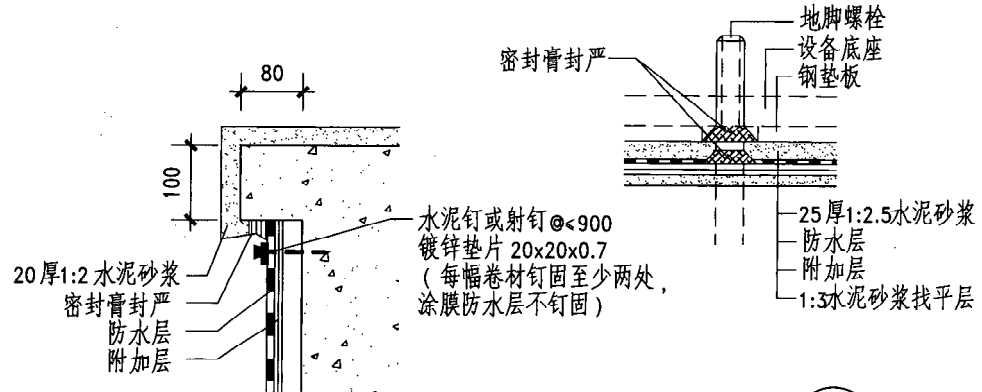 80
100
20厚1:2水泥砂浆
密封膏封严
防水层
附加层
水泥钉或射钉@≤900
镀锌垫片20x20x0.7
(每幅卷材钉固至少两处,
涂膜防水层不钉固)
密封膏封严
地脚螺栓
设备底座
钢垫板
25厚1:2.5水泥砂浆
防水层
附加层
1:3水泥砂浆找平层